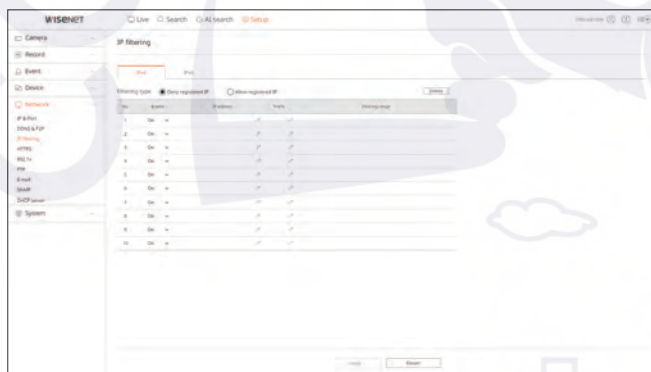 WISENET
Live Search AI search Setup
Camera
Record
Event
Device
Network
IP & Port
DDNS & P2P
IP filtering
HTTPS
802.1x
FTP
E-mail
SNMP
DHCP server
System
IP filtering
IPv4 IPv6
Filtering type Deny registered IP Allow registered IP
No. IP address Prefix Filtering range
1 On
2 On
3 On
4 On
5 On
6 On
7 On
8 On
9 On
10 On